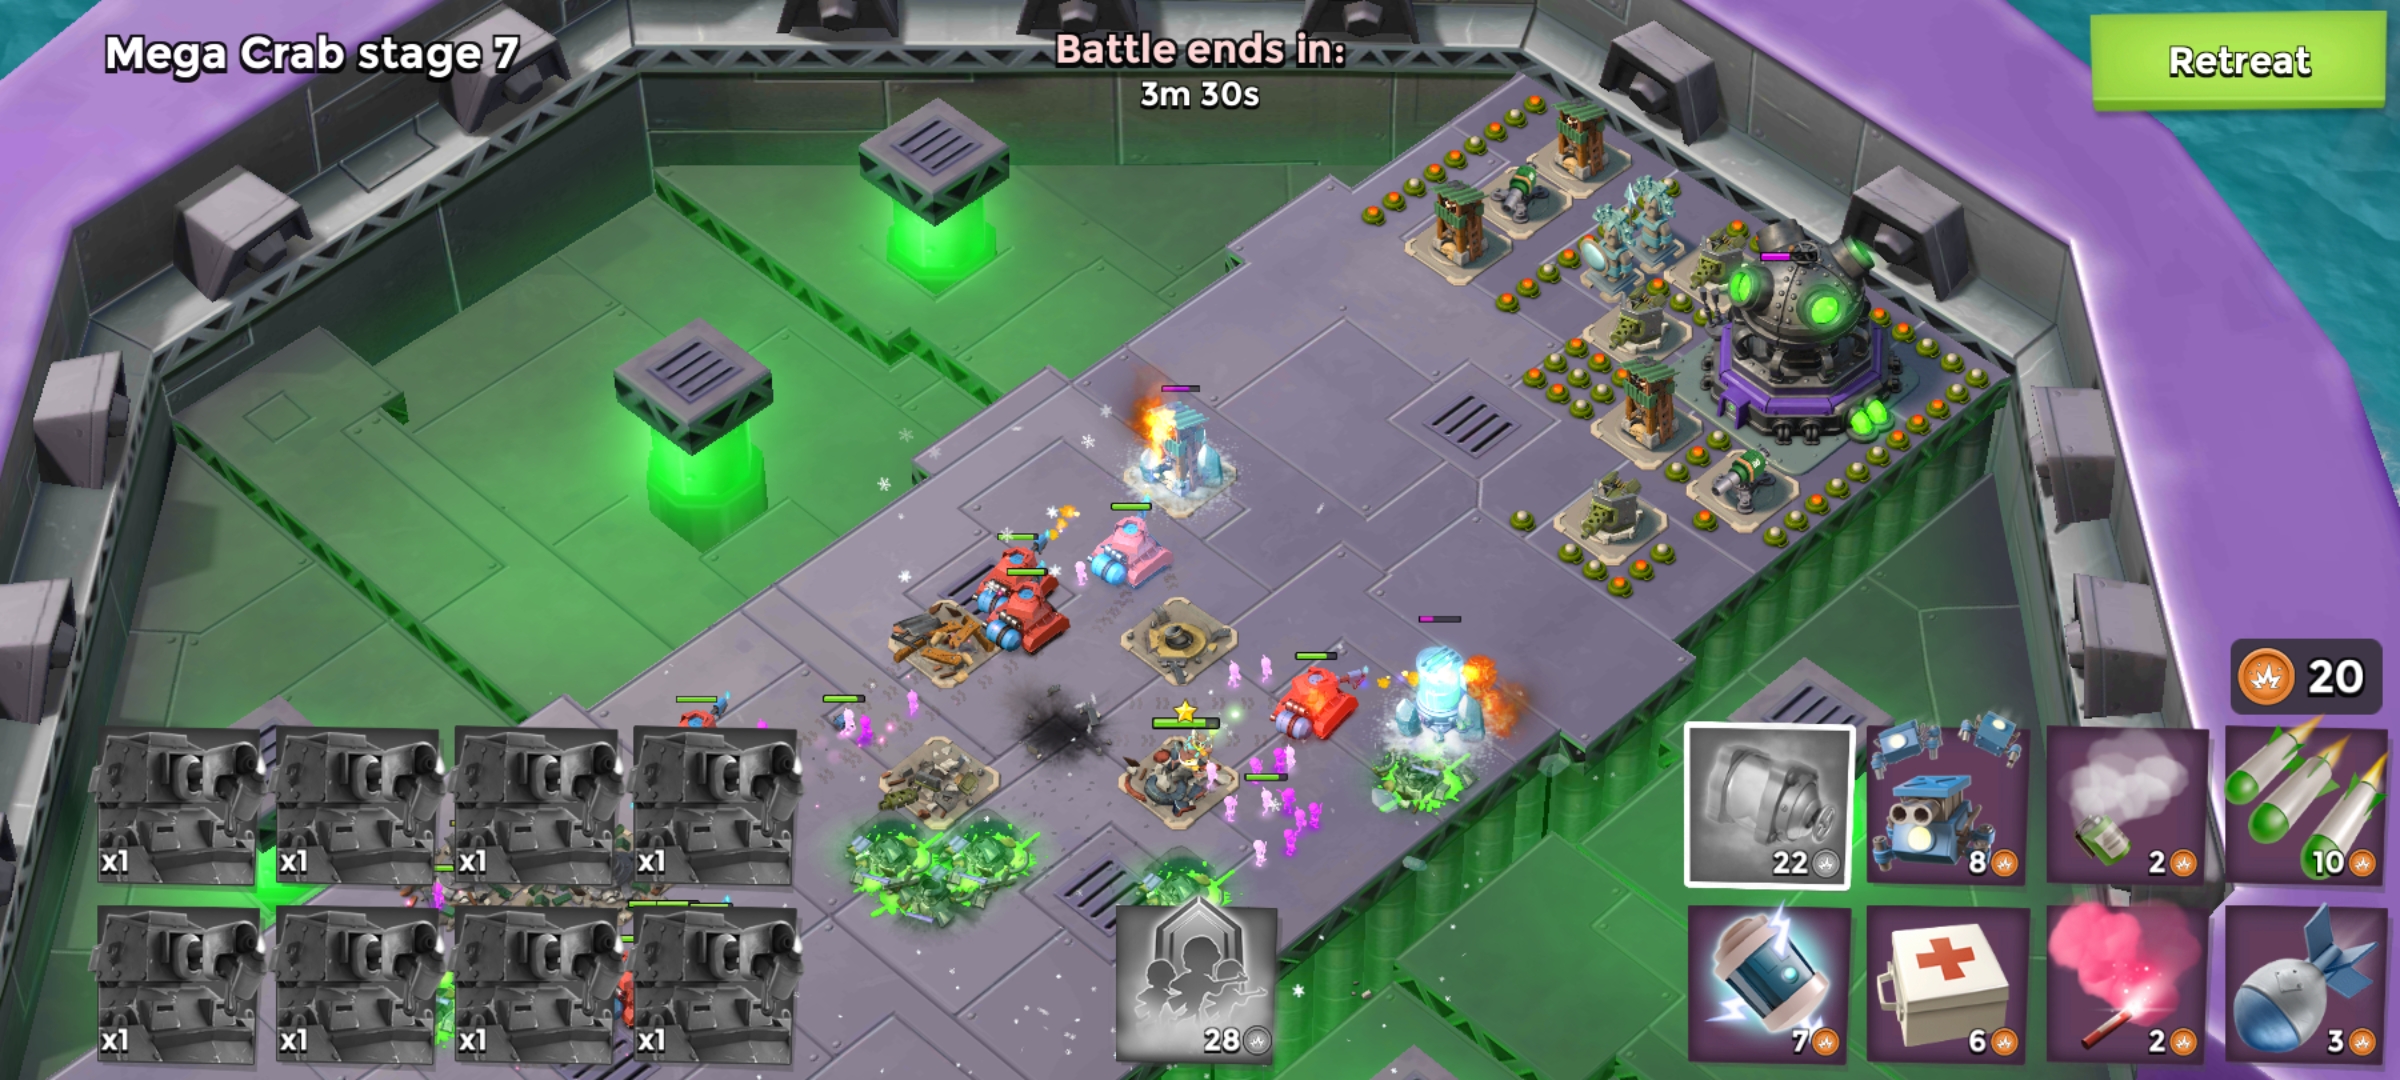 Mega Crab stage 7
Battle ends in:
3m 30s
Retreat
20
x1
x1
x1
x1
22
8
2
10
x1
x1
x1
x1
28
7
6
2
3